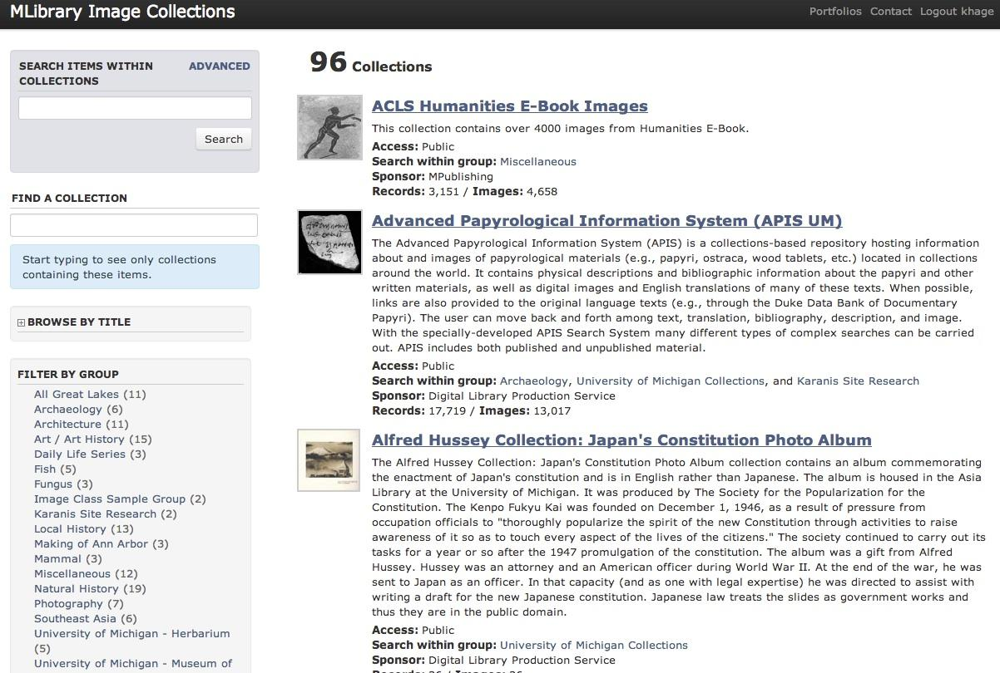 MLibrary Image Collections
Portfolios Contact Logout khage
SEARCH ITEMS WITHIN COLLECTIONS
ADVANCED
Search
FIND A COLLECTION
Start typing to see only collections
containing these items.
BROWSE BY TITLE
FILTER BY GROUP
All Great Lakes (11)
Archaeology (6)
Architecture (11)
Art / Art History (15)
Daily Life Series (3)
Fish (5)
Fungus (3)
Image Class Sample Group (2)
Karanis Site Research (2)
Local History (13)
Making of Ann Arbor (3)
Mammal (3)
Miscellaneous (12)
Natural History (19)
Photography (7)
Southeast Asia (6)
University of Michigan - Herbarium
(5)
University of Michigan - Museum of
96 Collections
ACLS Humanities E-Book Images
This collection contains over 4000 images from Humanities E-Book.
Access: Public
Search within group: Miscellaneous
Sponsor: MPublishing
Records: 3,151 / Images: 4,658
Advanced Papyrological Information System (APIS UM)
The Advanced Papyrological Information System (APIS) is a collections-based repository hosting information
about and images of papyrological materials (e.g., papyri, ostraca, wood tablets, etc.) located in collections
around the world. It contains physical descriptions and bibliographic information about the papyri and other
written materials, as well as digital images and English translations of many of these texts. When possible,
links are also provided to the original language texts (e.g., through the Duke Data Bank of Documentary
Papyri). The user can move back and forth among text, translation, bibliography, description, and image.
With the specially-developed APIS Search System many different types of complex searches can be carried
out. APIS includes both published and unpublished material.
Access: Public
Search within group: Archaeology, University of Michigan Collections, and Karanis Site Research
Sponsor: Digital Library Production Service
Records: 17,719 / Images: 13,017
Alfred Hussey Collection: Japan's Constitution Photo Album
The Alfred Hussey Collection: Japan's Constitution Photo Album collection contains an album commemorating
the enactment of Japan's constitution and is in English rather than Japanese. The album is housed in the Asia
Library at the University of Michigan. It was produced by The Society for the Popularization for the
Constitution. The Kenpo Fukyu Kai was founded on December 1, 1946, as a result of pressure from
occupation officials to "thoroughly popularize the spirit of the new Constitution through activities to raise
awareness of it so as to touch every aspect of the lives of the citizens." The society continued to carry out its
tasks for a year or so after the 1947 promulgation of the constitution. The album was a gift from Alfred
Hussey. Hussey was an attorney and an American officer during World War II. At the end of the war, he was
sent to Japan as an officer. In that capacity (and as one with legal expertise) he was directed to assist with
writing a draft for the new Japanese constitution. Japanese law treats the slides as government works and
thus they are in the public domain.
Access: Public
Search within group: University of Michigan Collections
Sponsor: Digital Library Production Service